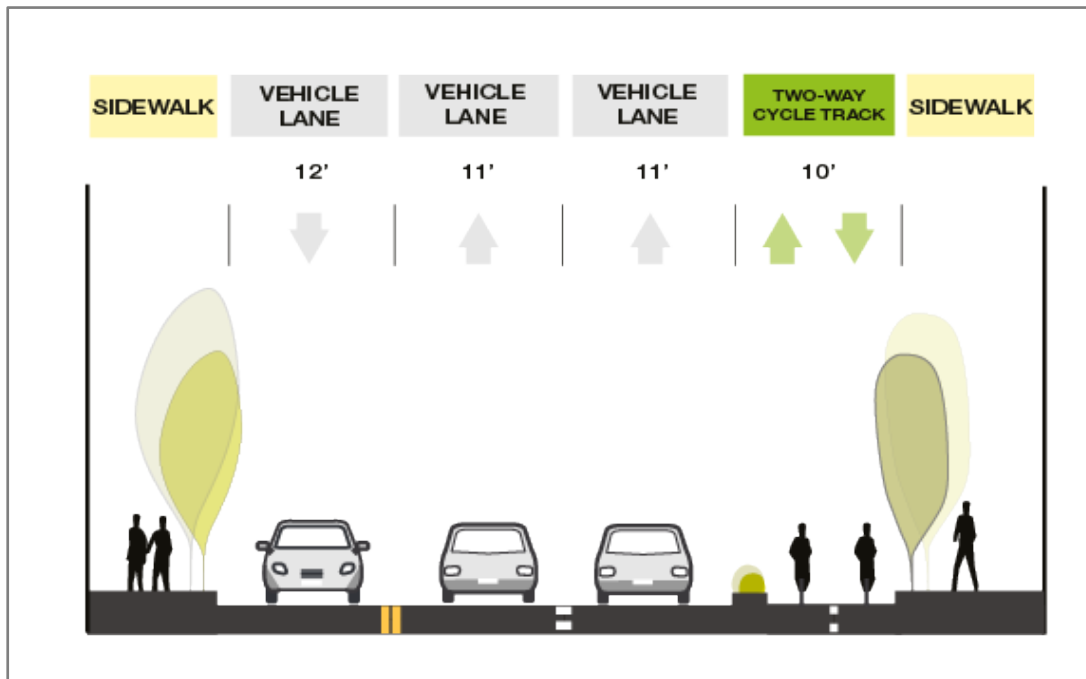 SIDEWALK
VEHICLE
LANE
VEHICLE
LANE
VEHICLE
LANE
TWO-WAY
CYCLE TRACK
SIDEWALK
12’
11’
11’
10’